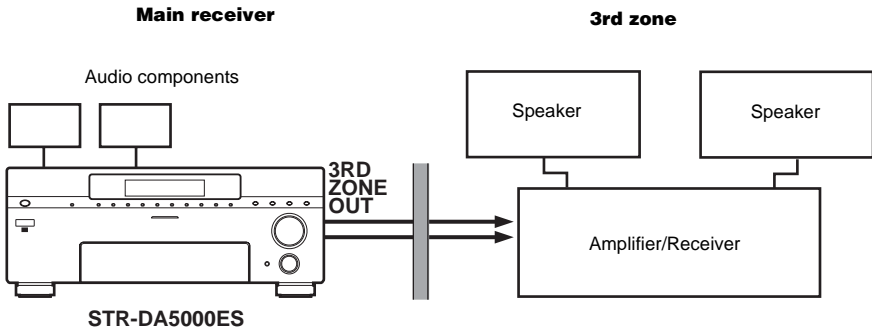 Main receiver
3rd zone
Audio components
Speaker
Speaker
3RD
ZONE
OUT
Amplifier/Receiver
STR-DA5000ES